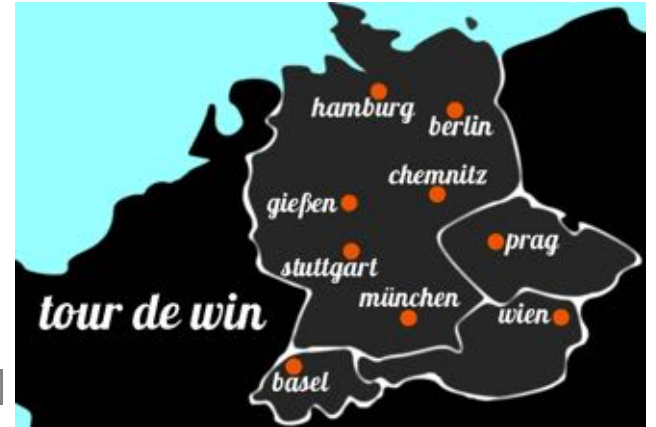 hamburg
berlin
chemnitz
gießen
prag
stuttgart
münchen
tour de win
wien
basel